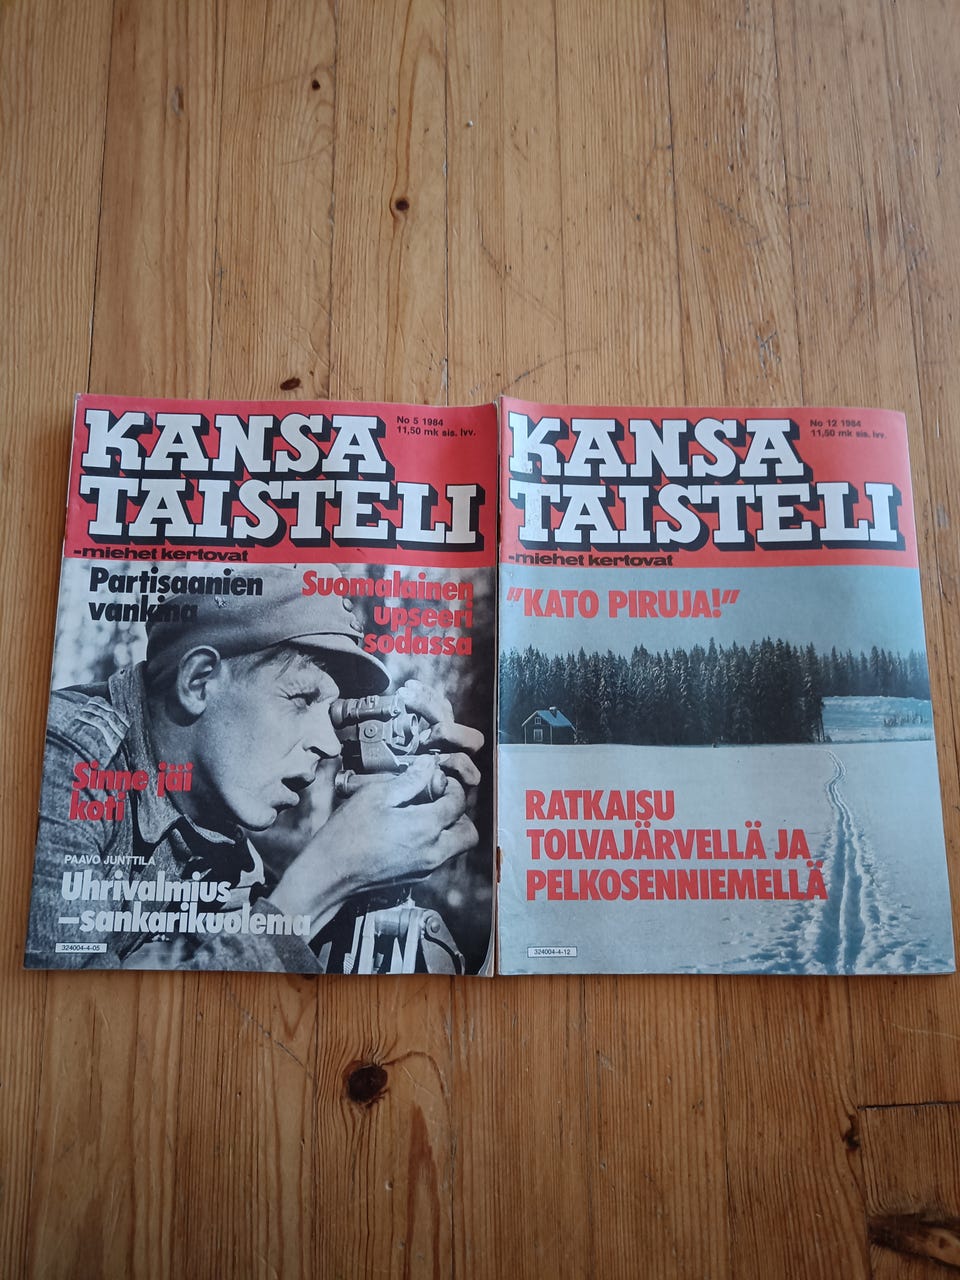 KANSA
TAISTELI
-miehet kertovat
No 5 1984
11,50 mk sis. lvv.
Partisaanien
vankina
Suomalainen
upseeri
sodassa
Sinne jäi
koti
PAAVO JUNTTILA
Uhrivalmius
–sankarikuolema
324004-4-05
KANSA
TAISTELI
-miehet kertovat
No 12 1984
11,50 mk sis. lvv.
"KATO PIRUJA!"
RATKAISU
TOLVAJÄRVELLÄ JA
PELKOSENNIEMELLÄ
324004-4-12